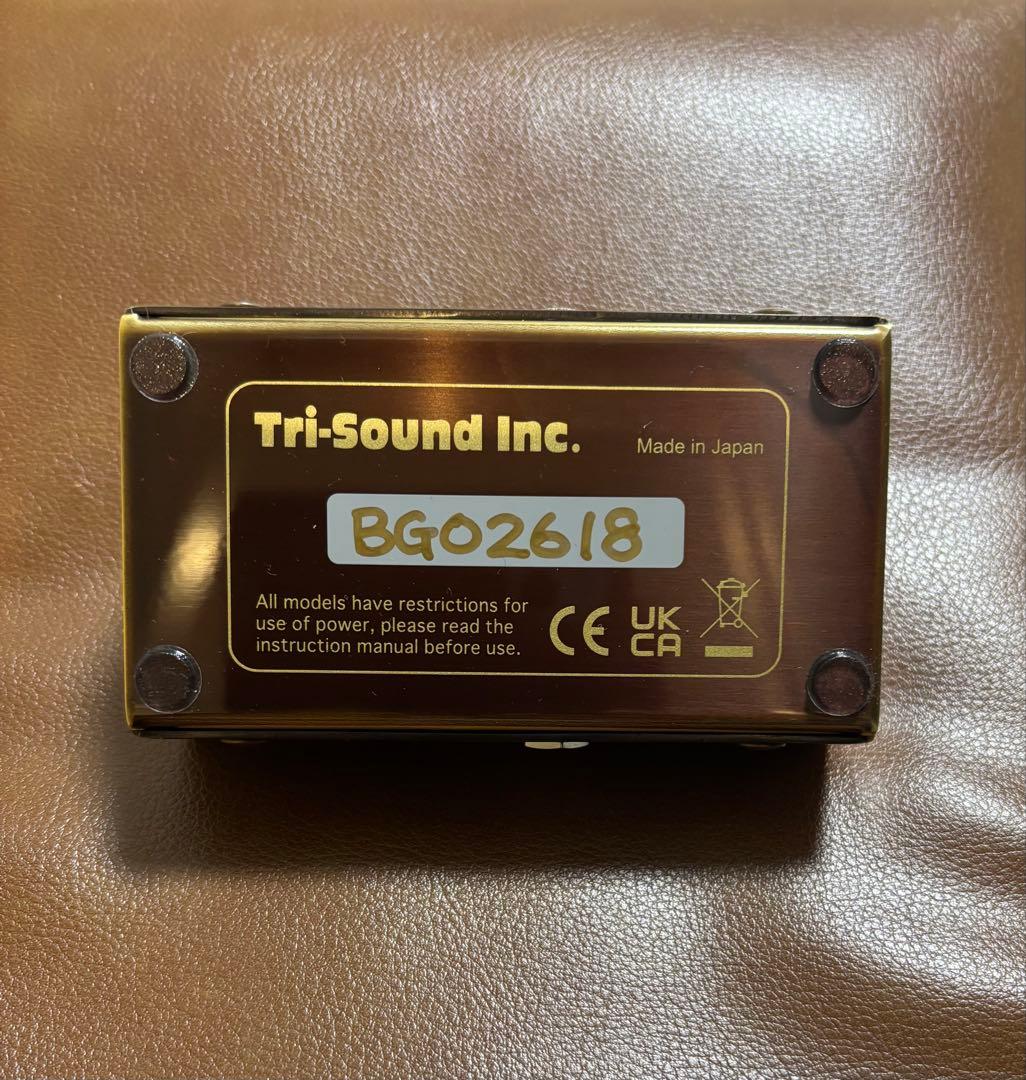 Tri-Sound Inc.
Made in Japan
BG02618
All models have restrictions for
use of power, please read the
instruction manual before use.
CE
UK
CA